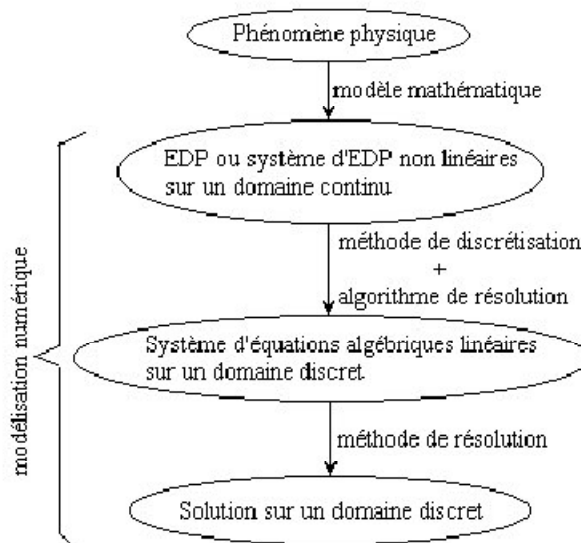 Phénomène physique
modèle mathématique
EDP ou système d'EDP non linéaires
sur un domaine continu
méthode de discrétisation
+
algorithme de résolution
Système d'équations algébriques linéaires
sur un domaine discret
méthode de résolution
Solution sur un domaine discret
modélisation numérique